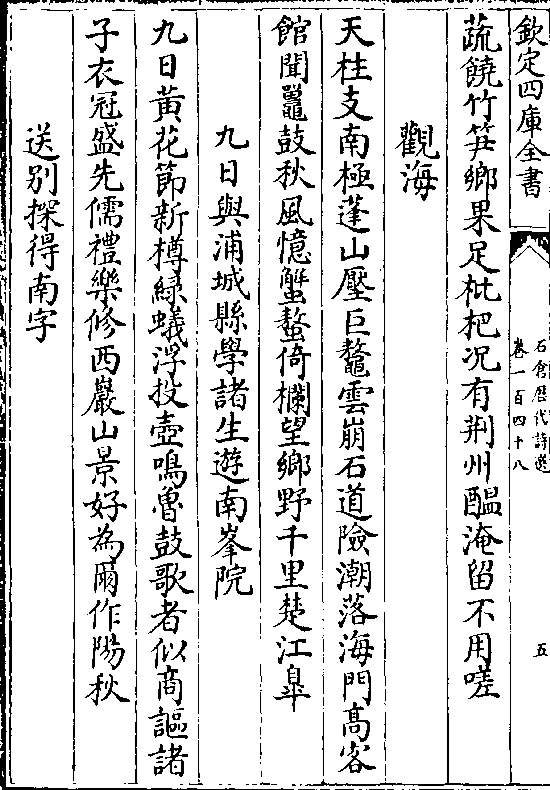 欽定四庫全書
石倉歷代詩選
卷一百四十八
五
蔬饒竹笋鄉果足枇杷况有荆州醖淹留不用嗟
觀海
天柱支南極蓬山壓巨鼇雲崩石道險潮落海門髙客
館聞鼉鼓秋風憶蟹螯倚欄望鄉野千里楚江臯
九日與浦城縣學諸生遊南峯院
九日黃花節新樽緑蟻浮投壺鳴魯鼓歌者似商謳諸
子衣冠盛先儒禮樂修西巖山景好為爾作陽秋
送别探得南字